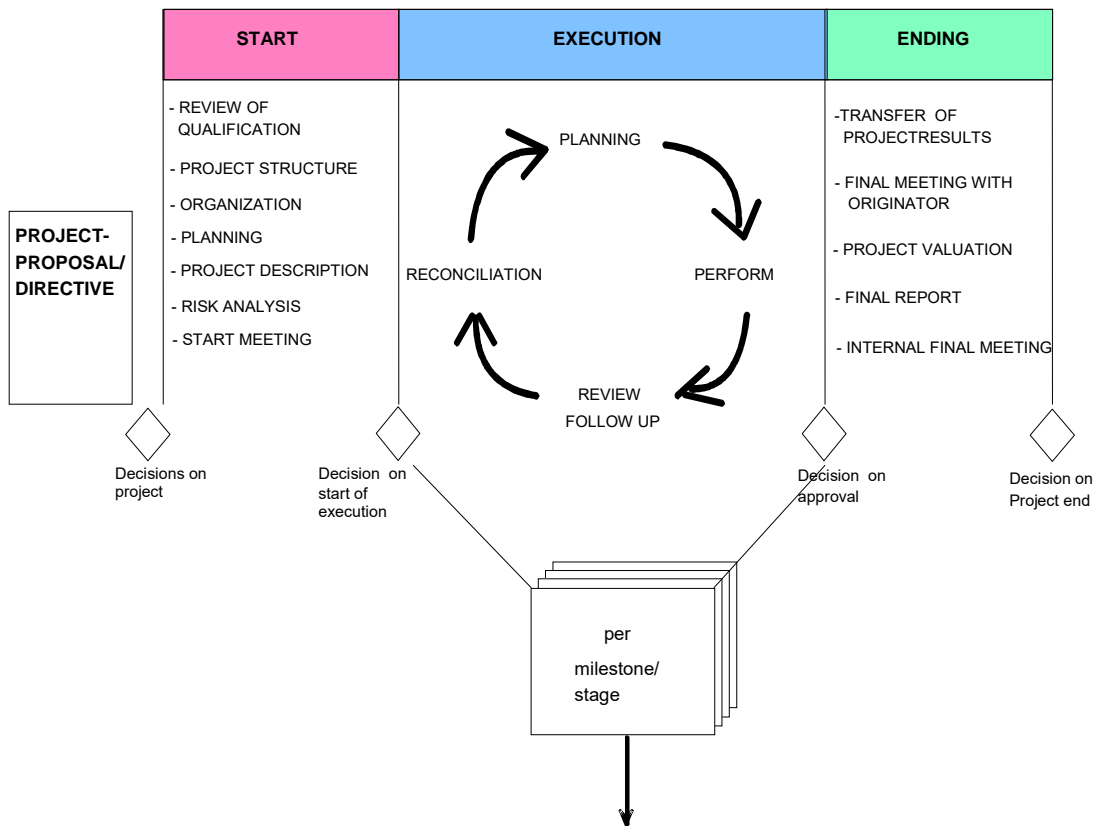 START
EXECUTION
ENDING
PROJECT-
PROPOSAL/
DIRECTIVE
- REVIEW OF
QUALIFICATION
- PROJECT STRUCTURE
- ORGANIZATION
- PLANNING
- PROJECT DESCRIPTION
- RISK ANALYSIS
- START MEETING
PLANNING
PERFORM
REVIEW
FOLLOW UP
RECONCILIATION
-TRANSFER OF
PROJECTRESULTS
- FINAL MEETING WITH
ORIGINATOR
- PROJECT VALUATION
- FINAL REPORT
- INTERNAL FINAL MEETING
Decisions on
project
Decision on
start of
execution
Decision on
approval
Decision on
Project end
per
milestone/
stage